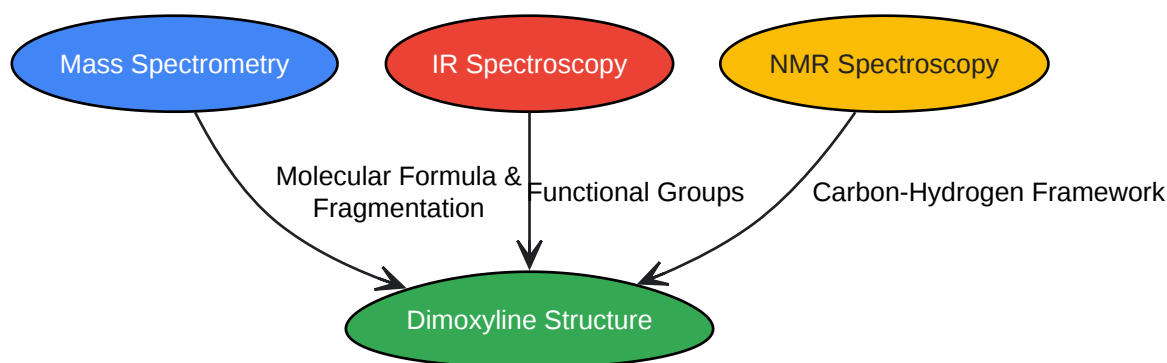 Mass Spectrometry
IR Spectroscopy
NMR Spectroscopy
Molecular Formula &
Fragmentation
Functional Groups
Carbon-Hydrogen Framework
Dimoxyline Structure